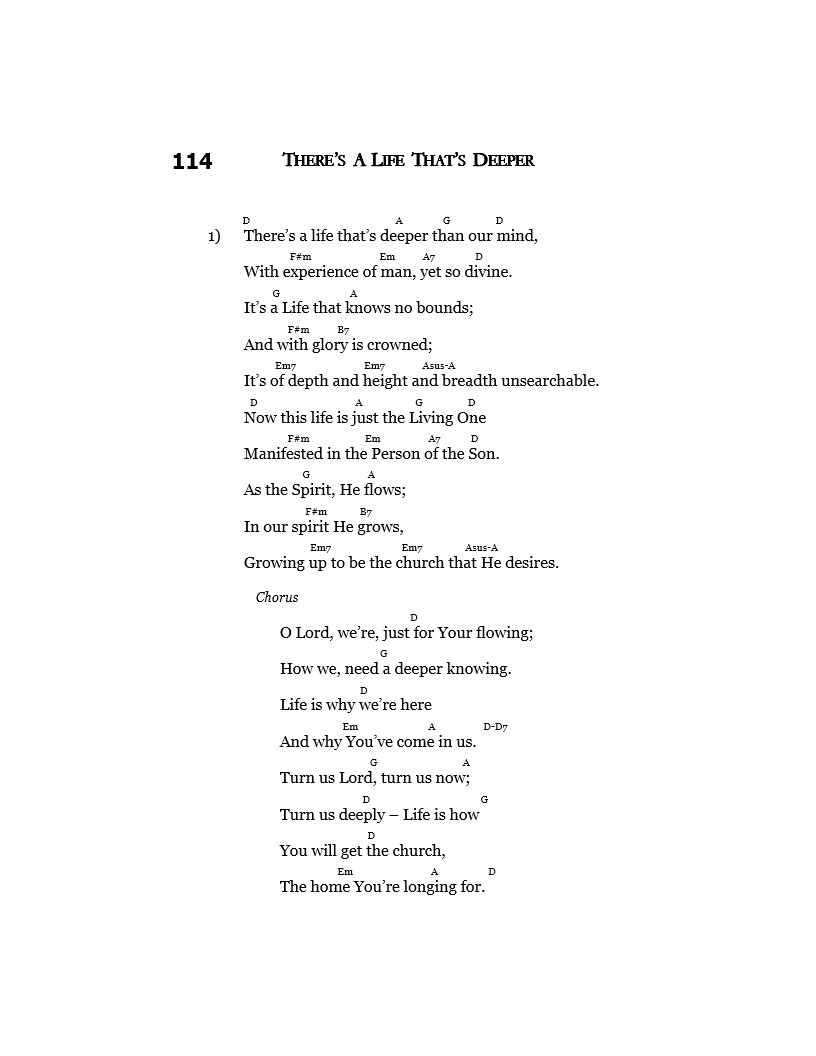 114 THERE'S A LIFE THAT'S DEEPER
D A G D
1) There's a life that's deeper than our mind,
F#m Em A7 D
With experience of man, yet so divine.
G A
It's a Life that knows no bounds;
F#m B7
And with glory is crowned;
Em7 Em7 Asus-A
It's of depth and height and breadth unsearchable.
D A G D
Now this life is just the Living One
F#m Em A7 D
Manifested in the Person of the Son.
G A
As the Spirit, He flows;
F#m B7
In our spirit He grows,
Em7 Em7 Asus-A
Growing up to be the church that He desires.
Chorus
D
O Lord, we're, just for Your flowing;
G
How we, need a deeper knowing.
D
Life is why we're here
Em A D-D7
And why You've come in us.
G A
Turn us Lord, turn us now;
D G
Turn us deeply – Life is how
D
You will get the church,
Em A D
The home You're longing for.